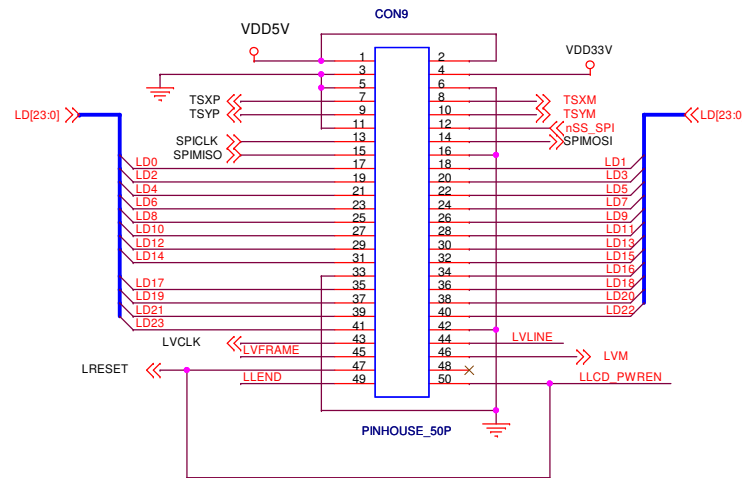 CON9
VDD5V
VDD33V
1 2
3 4
5 6
TSXP 7 8 TSXM
LD[23:0] TSYP 9 10 TSYM LD[23:0
11 12 nSS_SPI
SPICLK 13 14 SPIMOSI
SPIMISO 15 16
LD0 17 18 LD1
LD2 19 20 LD3
LD4 21 22 LD5
LD6 23 24 LD7
LD8 25 26 LD9
LD10 27 28 LD11
LD12 29 30 LD13
LD14 31 32 LD15
33 34 LD16
LD17 35 36 LD18
LD19 37 38 LD20
LD21 39 40 LD22
LD23 41 42
LVCLK 43 44 LVLINE
LVFRAME 45 46 LVM
LRESET 47 48
LLEND 49 50 LLCD_PWREN
PINHOUSE_50P